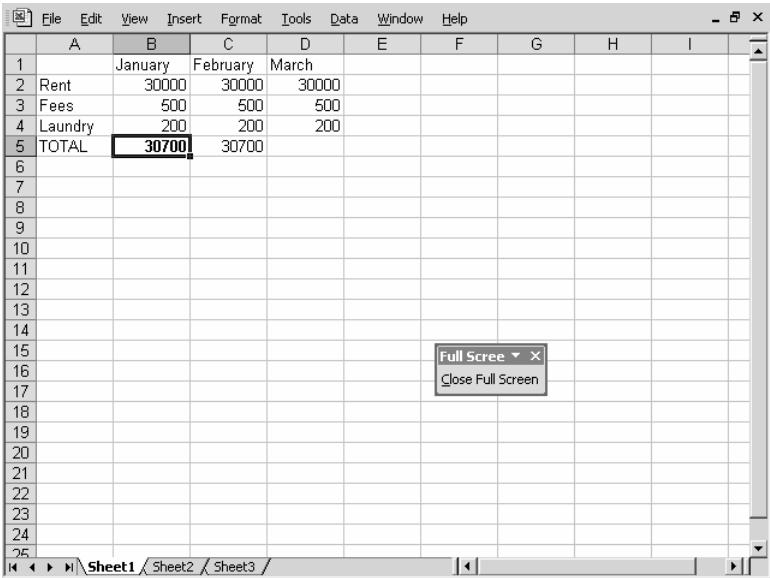 File Edit View Insert Format Tools Data Window Help
A B C D E F G H I
1 January February March
2 Rent 30000 30000 30000
3 Fees 500 500 500
4 Laundry 200 200 200
5 TOTAL 30700 30700
6
7
8
9
10
11
12
13
14
15
Full Scree
16
Close Full Screen
17
18
19
20
21
22
23
24
25
Sheet1 Sheet2 Sheet3